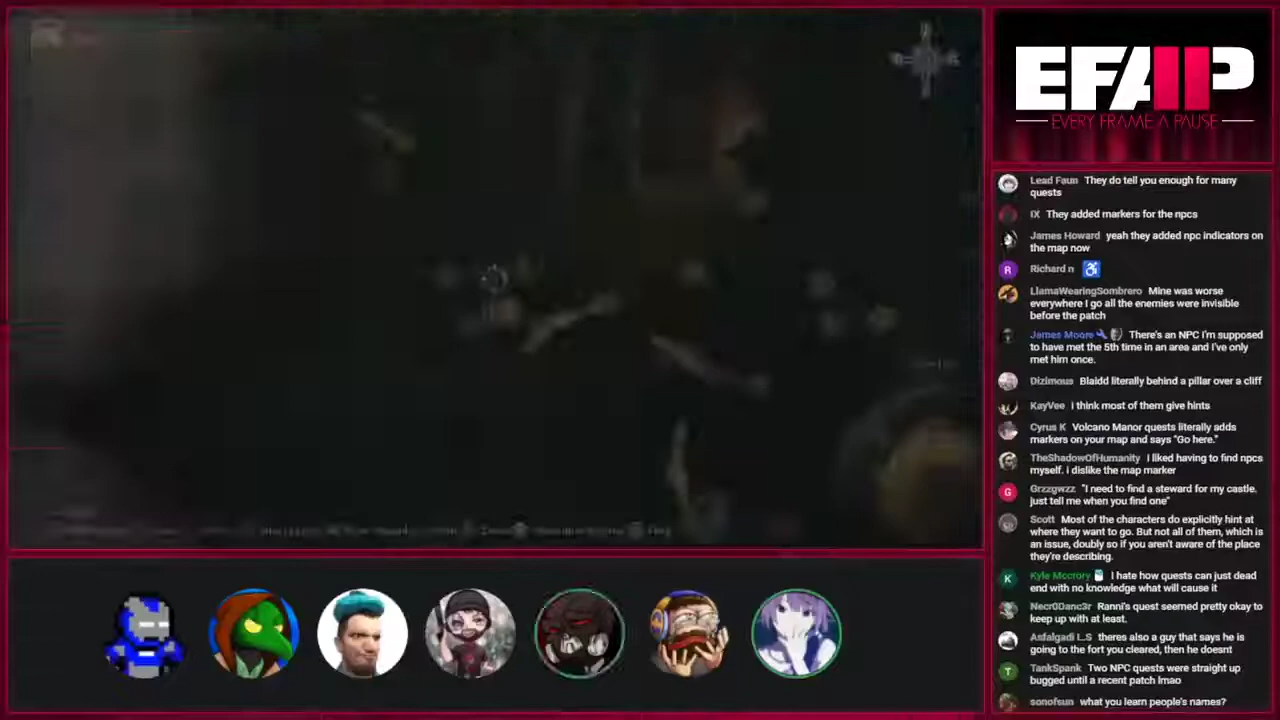 EFAP
EVERY FRAME A PAUSE
Lead Faun They do tell you enough for many
quests
IX They added markers for the npcs
James Howard yeah they added npc indicators on
the map now
R Richard n
LlamaWearingSombrero Mine was worse
everywhere I go all the enemies were invisible
before the patch
James Moore There's an NPC I'm supposed
to have met the 5th time in an area and I've only
met him once.
Dizimous Blaidd literally behind a pillar over a cliff
KayVee i think most of them give hints
Cyrus K Volcano Manor quests literally adds
markers on your map and says "Go here."
TheShadowOfHumanity I liked having to find npcs
myself. i dislike the map marker
G Grzzgwzz "I need to find a steward for my castle.
just tell me when you find one"
Scott Most of the characters do explicitly hint at
where they want to go. But not all of them, which is
an issue, doubly so if you aren't aware of the place
they're describing.
K Kyle Mccrory I hate how quests can just dead
end with no knowledge what will cause it
Necr0Danc3r Ranni's quest seemed pretty okay to
keep up with at least.
Asfalgadi I..S theres also a guy that says he is
going to the fort you cleared, then he doesnt
T TankSpank Two NPC quests were straight up
bugged until a recent patch lmao
sonofsun what you learn people's names?